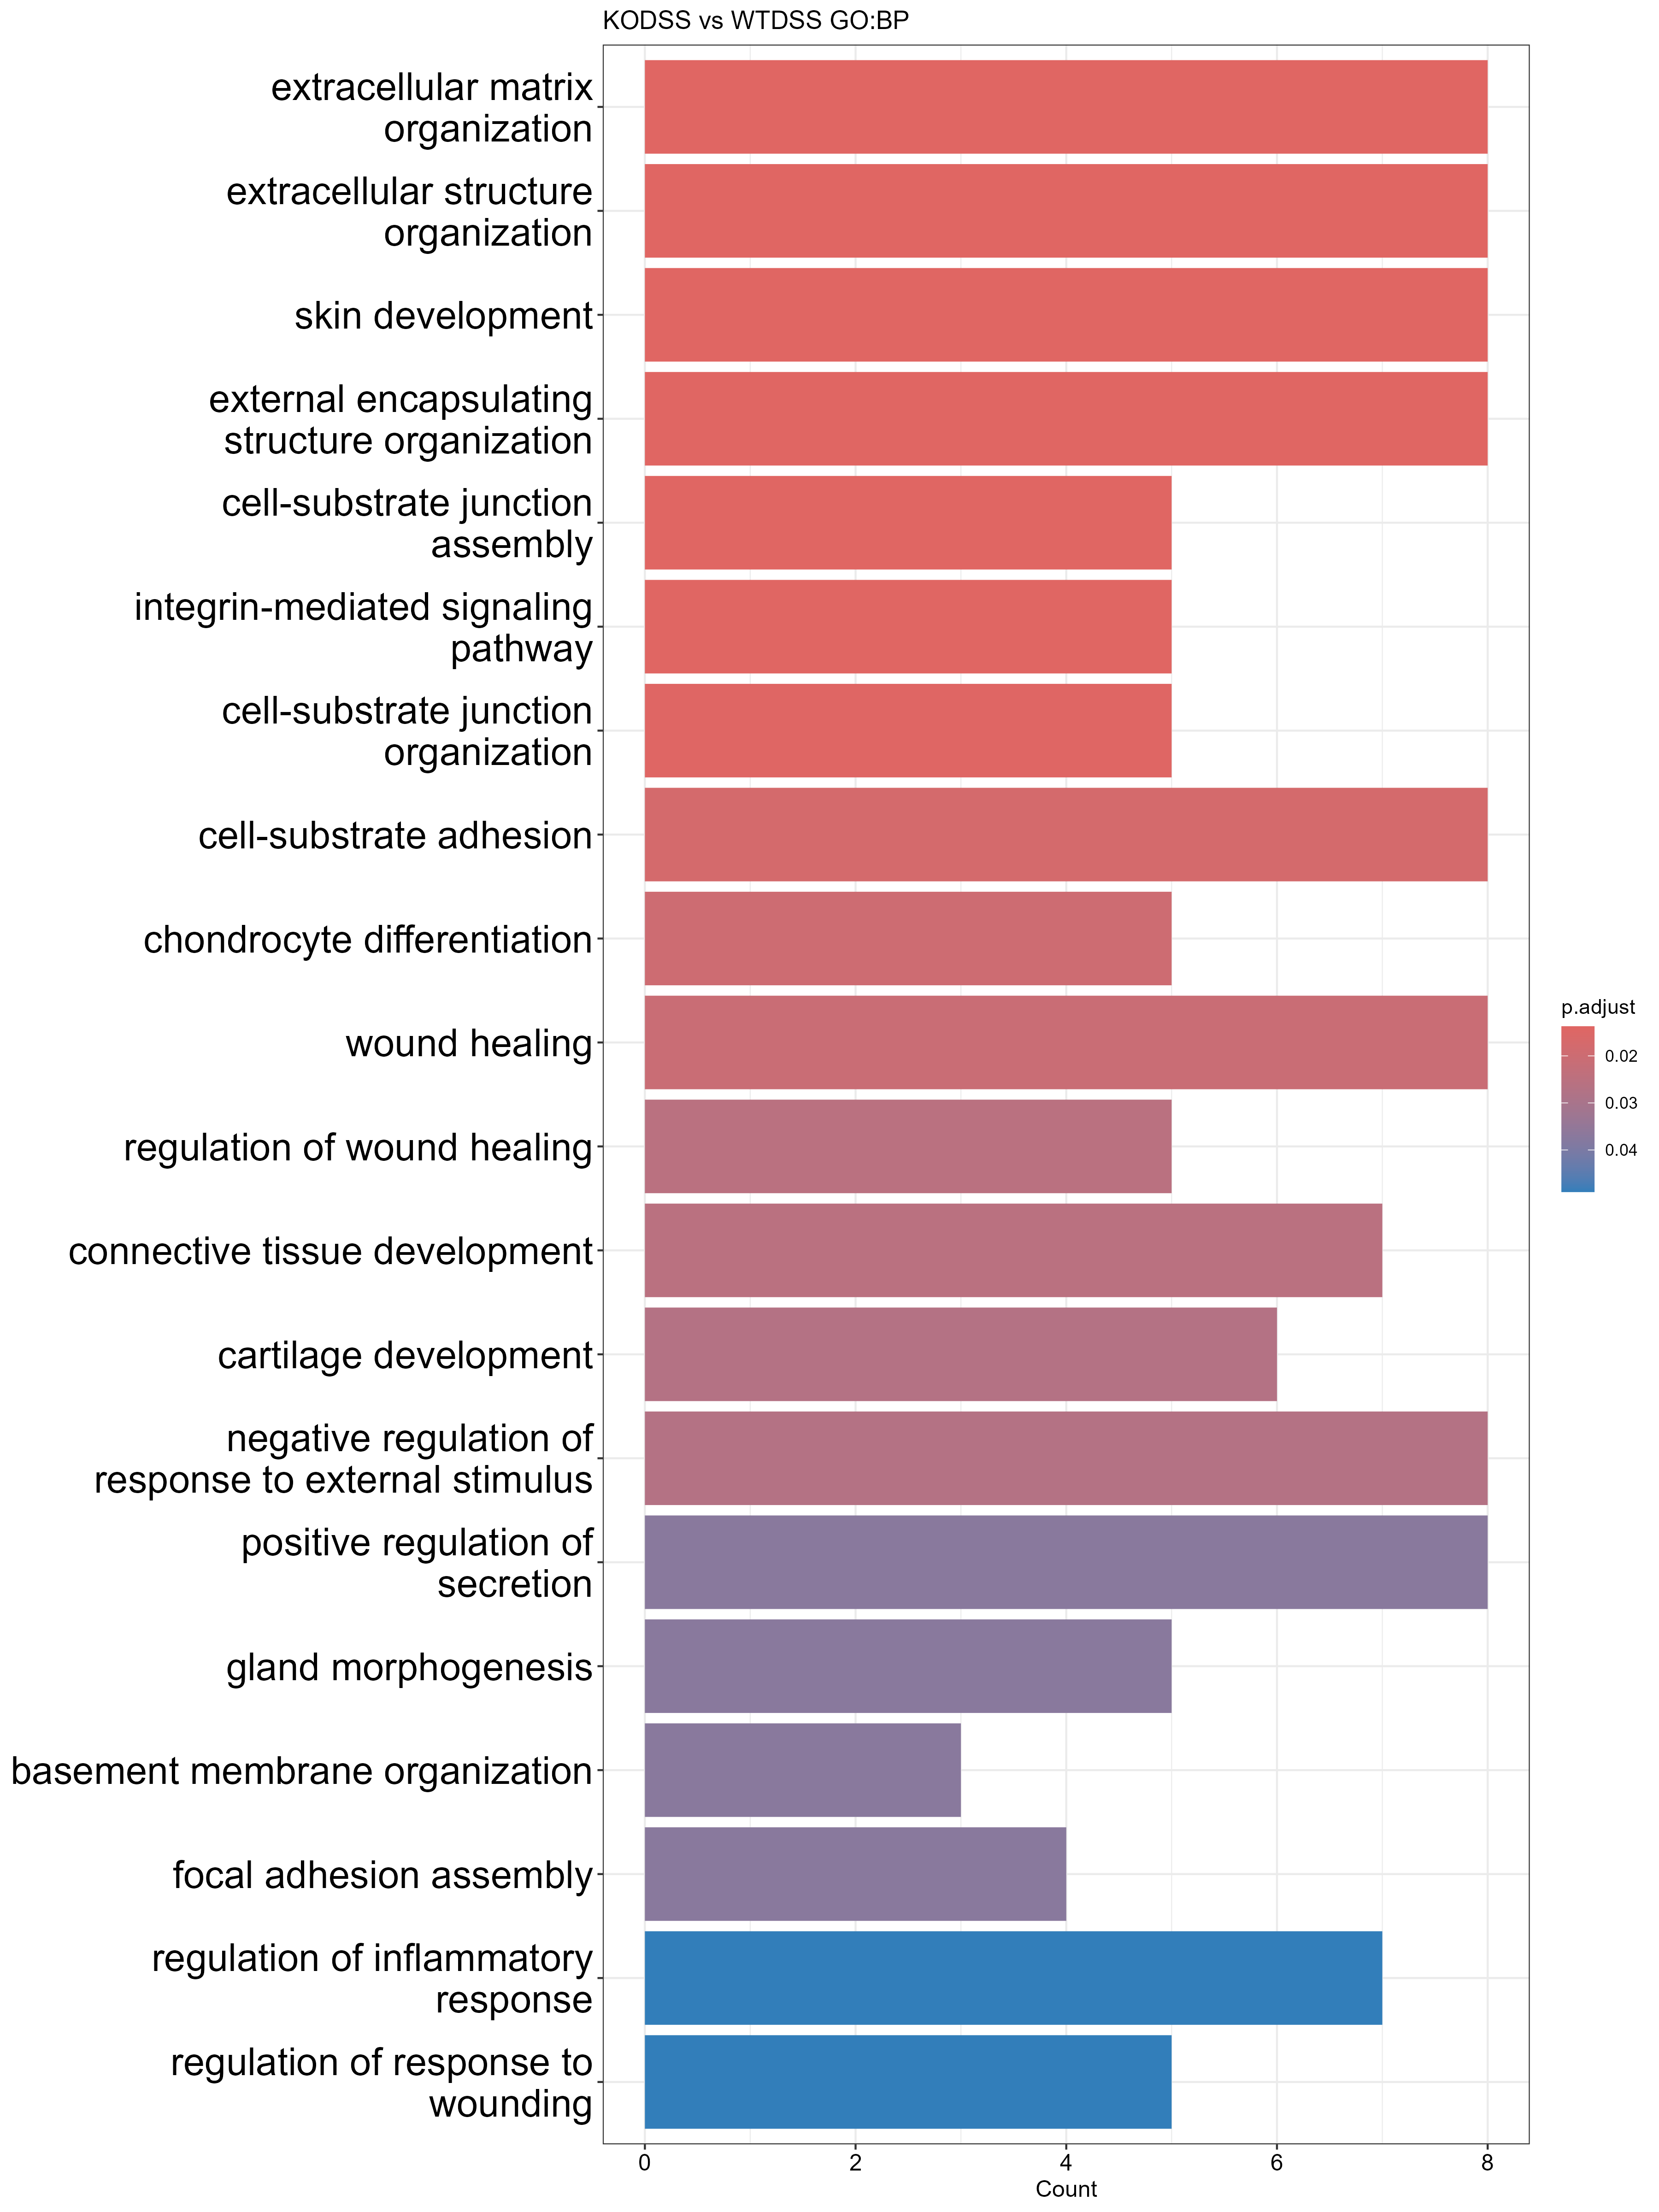 KODSS vs WTDSS GO:BP
extracellular matrix
organization
extracellular structure
organization
skin development
external encapsulating
structure organization
cell-substrate junction
assembly
integrin-mediated signaling
pathway
cell-substrate junction
organization
cell-substrate adhesion
chondrocyte differentiation
wound healing
regulation of wound healing
connective tissue development
cartilage development
negative regulation of
response to external stimulus
positive regulation of
secretion
gland morphogenesis
basement membrane organization
focal adhesion assembly
regulation of inflammatory
response
regulation of response to
wounding
0 2 4 6 8
Count
p.adjust
0.02
0.03
0.04